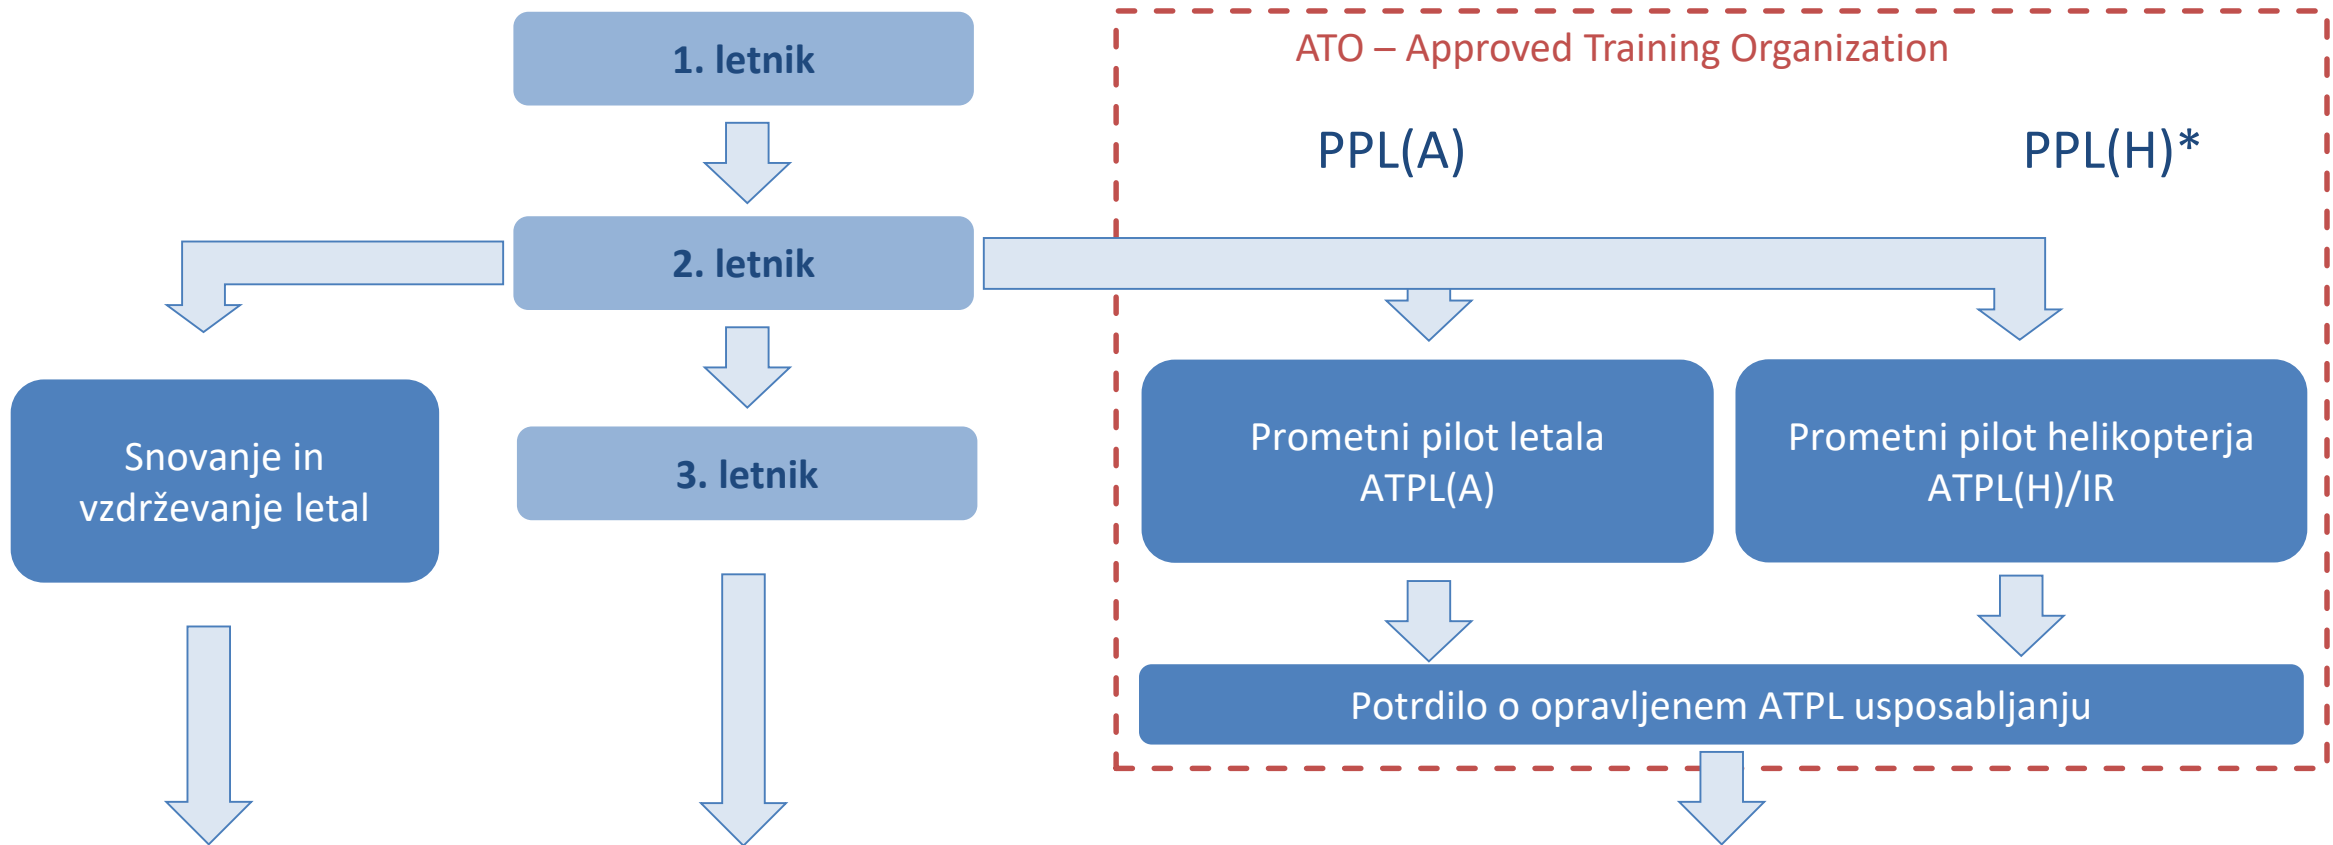 1. letnik
ATO – Approved Training Organization
PPL(A)
PPL(H)*
2. letnik
Snovanje in
vzdrževanje letal
3. letnik
Prometni pilot letala
ATPL(A)
Prometni pilot helikopterja
ATPL(H)/IR
Potrdilo o opravljenem ATPL usposabljanju